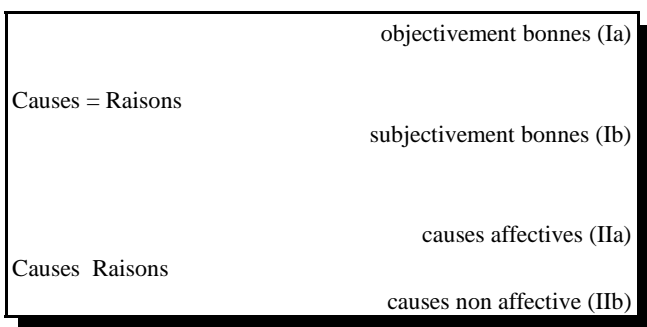 objectivement bonnes (Ia)
Causes = Raisons
subjectivement bonnes (Ib)
causes affectives (IIa)
Causes Raisons
causes non affective (IIb)